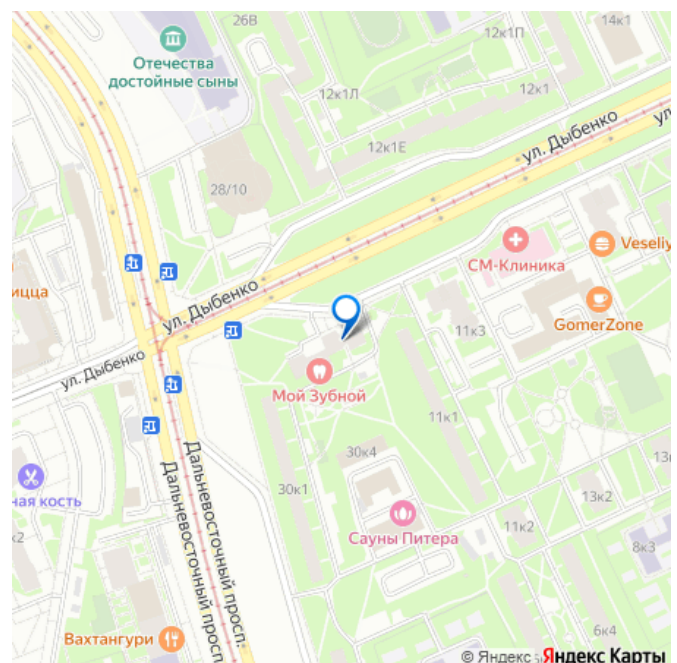 26В
12к1П
14к1
Отечества
достойные сыны
12к1Л
12к1
ул. Дыбенко
ул.
12к1Е
28/10
СМ-Клиника
Veseliy
ицца
ул. Дыбенко
GomerZone
11к3
ул. Дыбенко
Мой Зубной
11к1
30к4
13к
30к1
13к2
ная кость
Дальневосточный просп.
Дальневосточный просп.
Сауны Питера
11к2
к2
8к3
6к4
Вахтангури
© Яндекс
Яндекс Карты